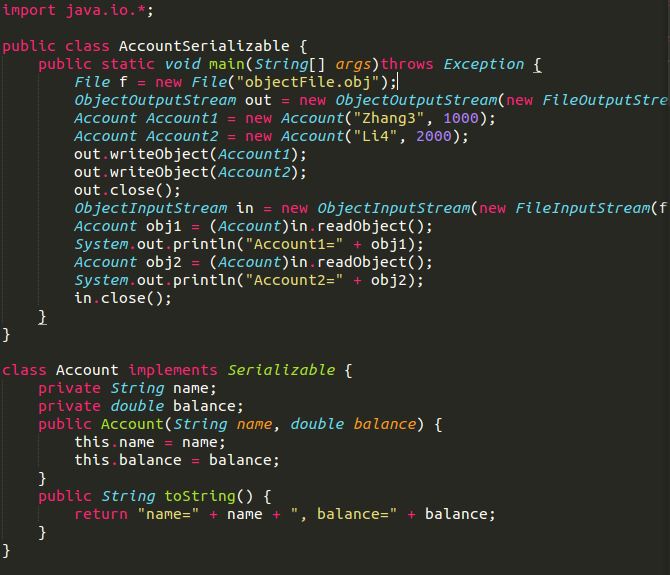 import java.io.*;
public class AccountSerializable {
public static void main(String[] args)throws Exception {
File f = new File("objectFile.obj");
ObjectOutputStream out = new ObjectOutputStream(new FileOutputStre
Account Account1 = new Account("Zhang3", 1000);
Account Account2 = new Account("Li4", 2000);
out.writeObject(Account1);
out.writeObject(Account2);
out.close();
ObjectInputStream in = new ObjectInputStream(new FileInputStream(f
Account obj1 = (Account)in.readObject();
System.out.println("Account1=" + obj1);
Account obj2 = (Account)in.readObject();
System.out.println("Account2=" + obj2);
in.close();
}
}
class Account implements Serializable {
private String name;
private double balance;
public Account(String name, double balance) {
this.name = name;
this.balance = balance;
}
public String toString() {
return "name=" + name + ", balance=" + balance;
}
}